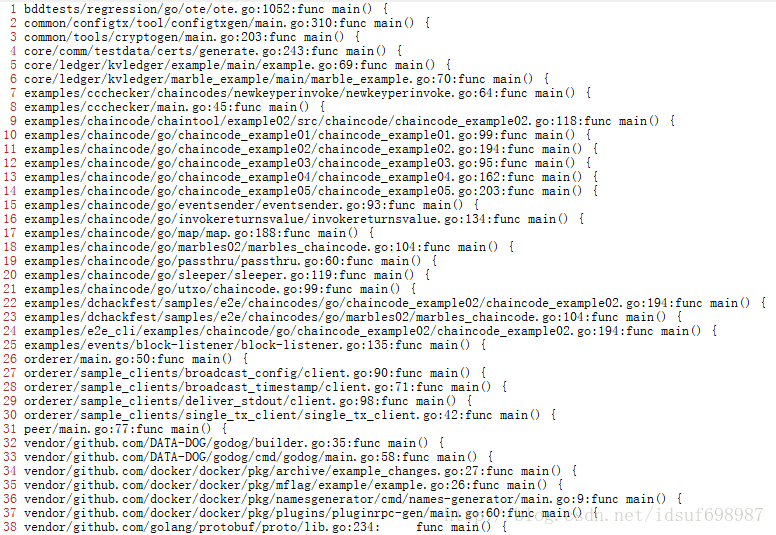 1 bddtests/regression/go/ote/ote.go:1052:func main() {
2 common/configtx/tool/configtxgen/main.go:310:func main() {
3 common/tools/cryptogen/main.go:203:func main() {
4 core/comm/testdata/certs/generate.go:243:func main() {
5 core/ledger/kvledger/example/main/example.go:69:func main() {
6 core/ledger/kvledger/marble_example/main/marble_example.go:70:func main() {
7 examples/ccchecker/chaincodes/newkeyperinvoke/newkeyperinvoke.go:64:func main() {
8 examples/ccchecker/main.go:45:func main() {
9 examples/chaincode/chaintool/example02/src/chaincode/chaincode_example02.go:118:func main() {
10 examples/chaincode/go/chaincode_example01/chaincode_example01.go:99:func main() {
11 examples/chaincode/go/chaincode_example02/chaincode_example02.go:194:func main() {
12 examples/chaincode/go/chaincode_example03/chaincode_example03.go:95:func main() {
13 examples/chaincode/go/chaincode_example04/chaincode_example04.go:162:func main() {
14 examples/chaincode/go/chaincode_example05/chaincode_example05.go:203:func main() {
15 examples/chaincode/go/eventsender/eventsender.go:93:func main() {
16 examples/chaincode/go/invokereturnsvalue/invokereturnsvalue.go:134:func main() {
17 examples/chaincode/go/map/map.go:188:func main() {
18 examples/chaincode/go/marbles02/marbles_chaincode.go:104:func main() {
19 examples/chaincode/go/passthru/passthru.go:60:func main() {
20 examples/chaincode/go/sleeper/sleeper.go:119:func main() {
21 examples/chaincode/go/utxo/chaincode.go:99:func main() {
22 examples/dchackfest/samples/e2e/chaincodes/go/chaincode_example02/chaincode_example02.go:194:func main() {
23 examples/dchackfest/samples/e2e/chaincodes/go/marbles02/marbles_chaincode.go:104:func main() {
24 examples/e2e_cli/examples/chaincode/go/chaincode_example02/chaincode_example02.go:194:func main() {
25 examples/events/block-listener/block-listener.go:135:func main() {
26 orderer/main.go:50:func main() {
27 orderer/sample_clients/broadcast_config/client.go:90:func main() {
28 orderer/sample_clients/broadcast_timestamp/client.go:71:func main() {
29 orderer/sample_clients/deliver_stdout/client.go:98:func main() {
30 orderer/sample_clients/single_tx_client/single_tx_client.go:42:func main() {
31 peer/main.go:77:func main() {
32 vendor/github.com/DATA-DOG/godog/builder.go:35:func main() {
33 vendor/github.com/DATA-DOG/godog/cmd/godog/main.go:58:func main() {
34 vendor/github.com/docker/docker/pkg/archive/example_changes.go:27:func main() {
35 vendor/github.com/docker/docker/pkg/mflag/example/example.go:26:func main() {
36 vendor/github.com/docker/docker/pkg/namesgenerator/cmd/names-generator/main.go:9:func main() {
37 vendor/github.com/docker/docker/pkg/plugins/pluginrpc-gen/main.go:60:func main() {
38 vendor/github.com/golang/protobuf/proto/lib.go:234: func main() {
http://blog.csdn.net/idsuf698987